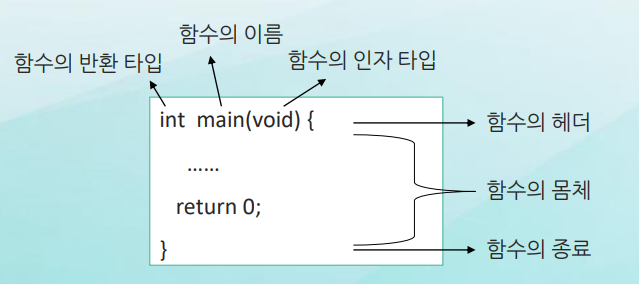 함수의 이름
함수의 반환 타입
함수의 인자 타입
int main(void) {
함수의 헤더
......
함수의 몸체
return 0;
}
함수의 종료